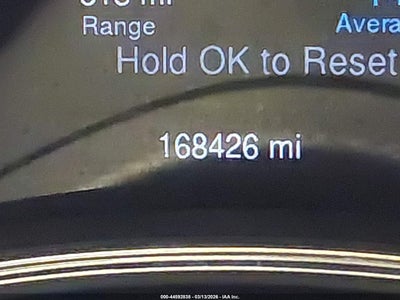 Range
Hold OK to Reset
168426 mi
000-44592838 - 03/13/2026 - IAA Inc.